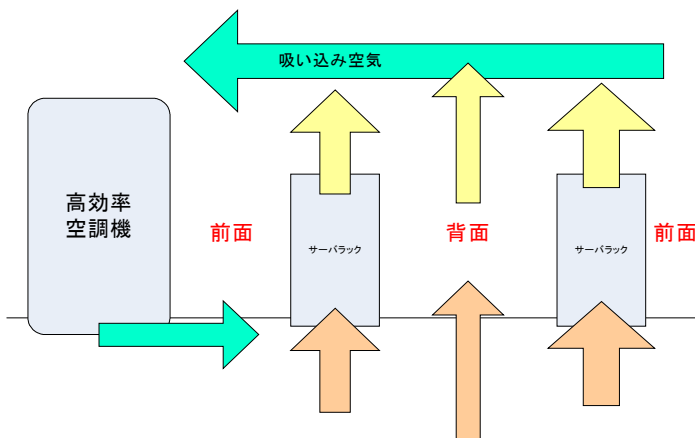 吸い込み空気
高効率
空調機
前面
サーバラック
背面
サーバラック
前面